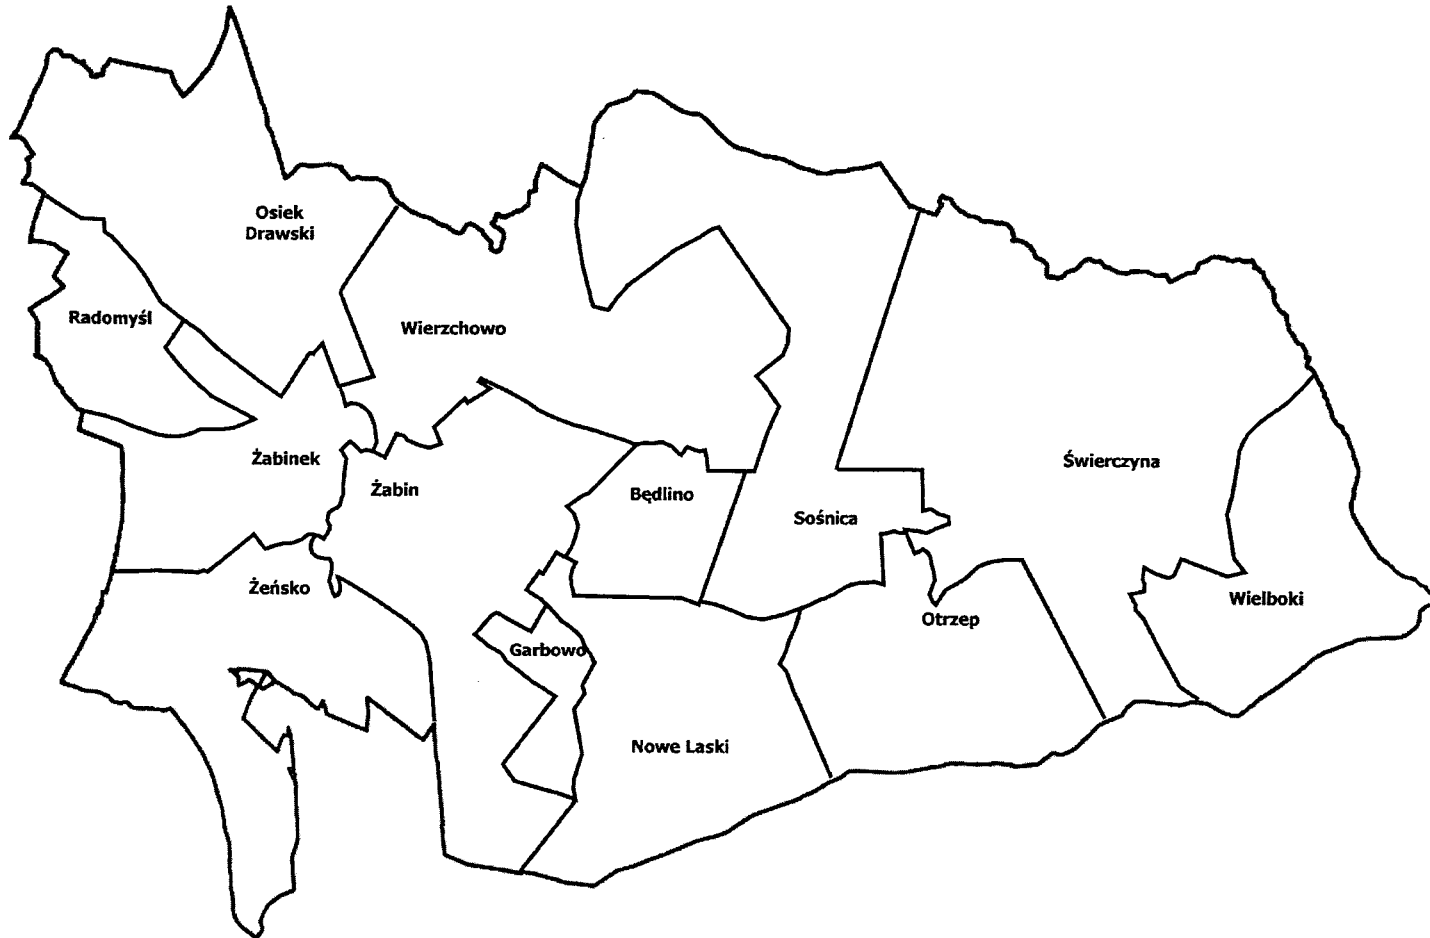 Osiek
Drawski
Radomyśl
Wierzchowo
Żabinek
Żabin
Będlino
Świerczyna
Sośnica
Żeńsko
Wielboki
Otrzep
Garbowo
Nowe Laski